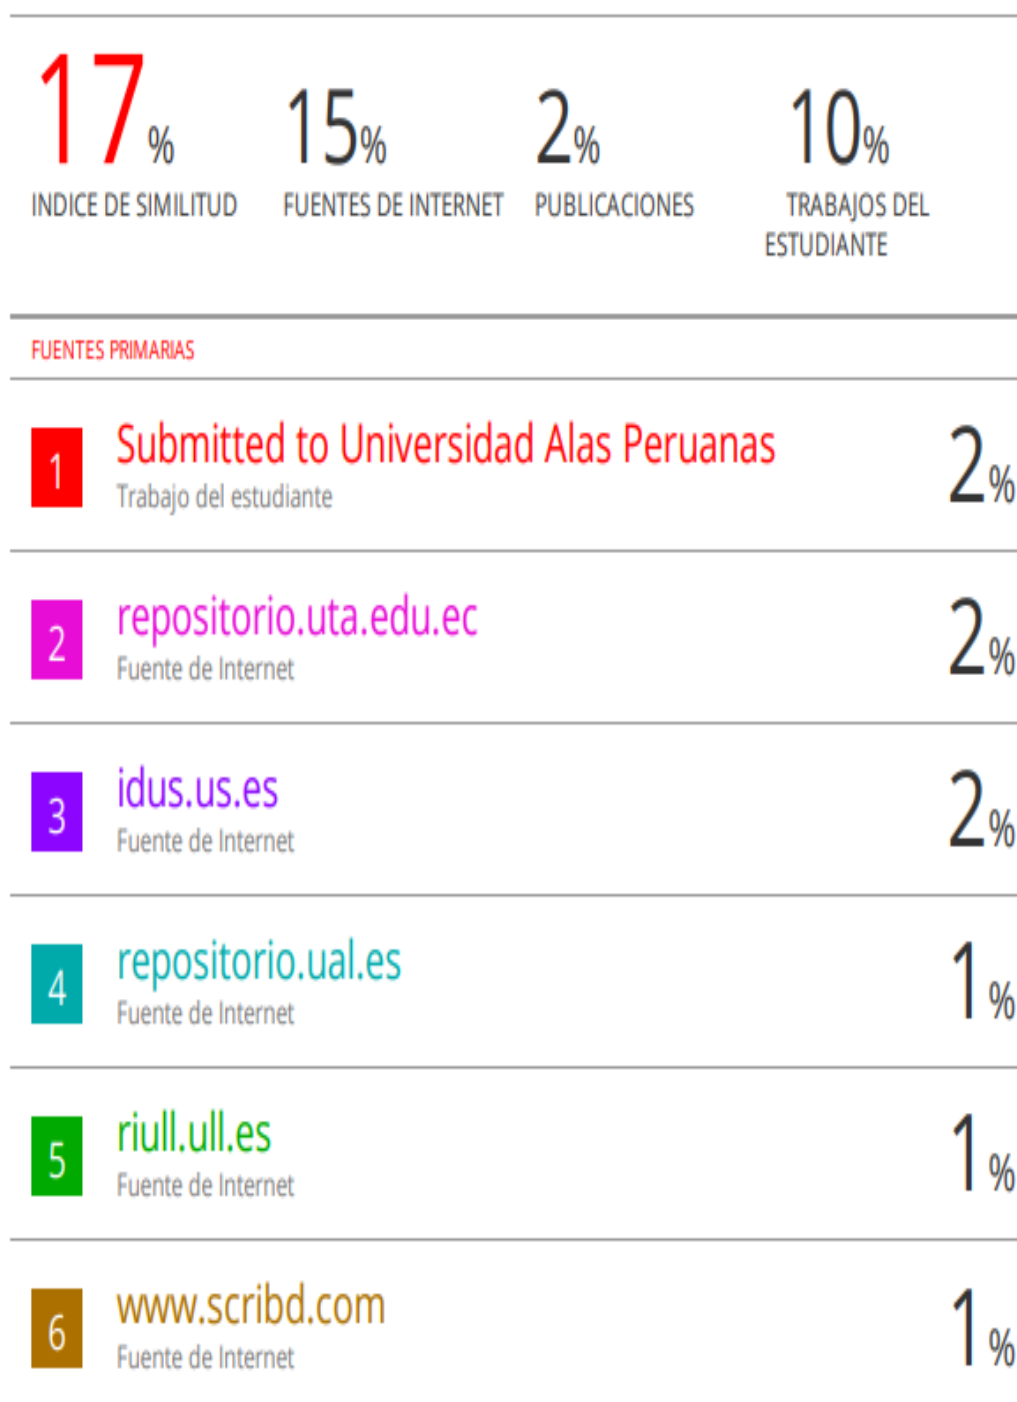 17% 15% 2% 10%
INDICE DE SIMILITUD FUENTES DE INTERNET PUBLICACIONES TRABAJOS DEL
ESTUDIANTE
FUENTES PRIMARIAS
1 Submitted to Universidad Alas Peruanas 2%
Trabajo del estudiante
2 repositorio.uta.edu.ec 2%
Fuente de Internet
3 idus.us.es 2%
Fuente de Internet
4 repositorio.ual.es 1%
Fuente de Internet
5 riull.ull.es 1%
Fuente de Internet
6 www.scribd.com 1%
Fuente de Internet